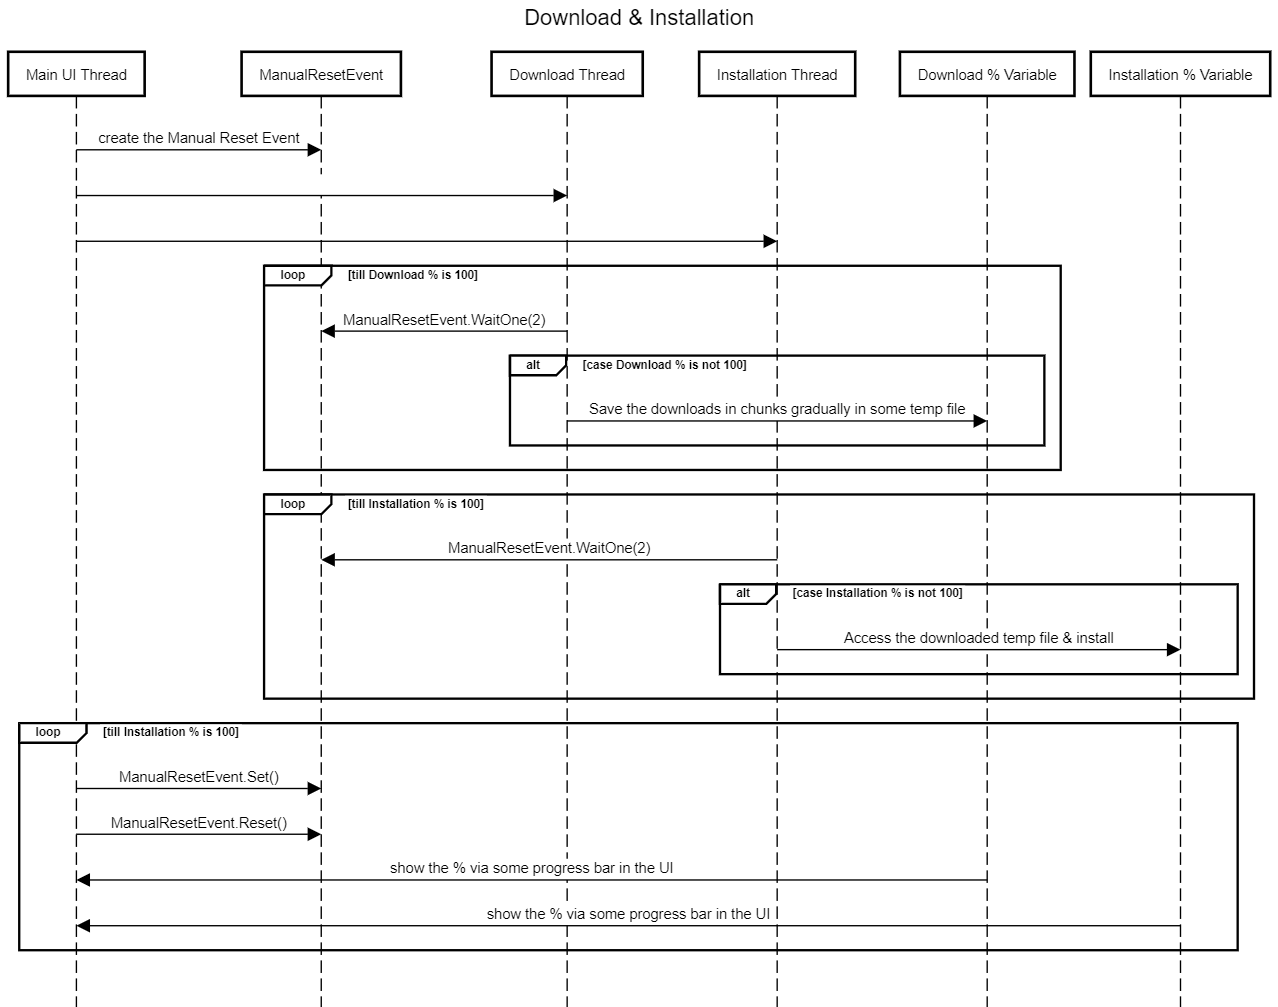 Download & Installation
Main UI Thread
ManualResetEvent
Download Thread
Installation Thread
Download % Variable
Installation % Variable
create the Manual Reset Event
loop
[till Download % is 100]
ManualResetEvent.WaitOne(2)
alt
[case Download % is not 100]
Save the downloads in chunks gradually in some temp file
loop
[till Installation % is 100]
ManualResetEvent.WaitOne(2)
alt
[case Installation % is not 100]
Access the downloaded temp file & install
loop
[till Installation % is 100]
ManualResetEvent.Set()
ManualResetEvent.Reset()
show the % via some progress bar in the UI
show the % via some progress bar in the UI